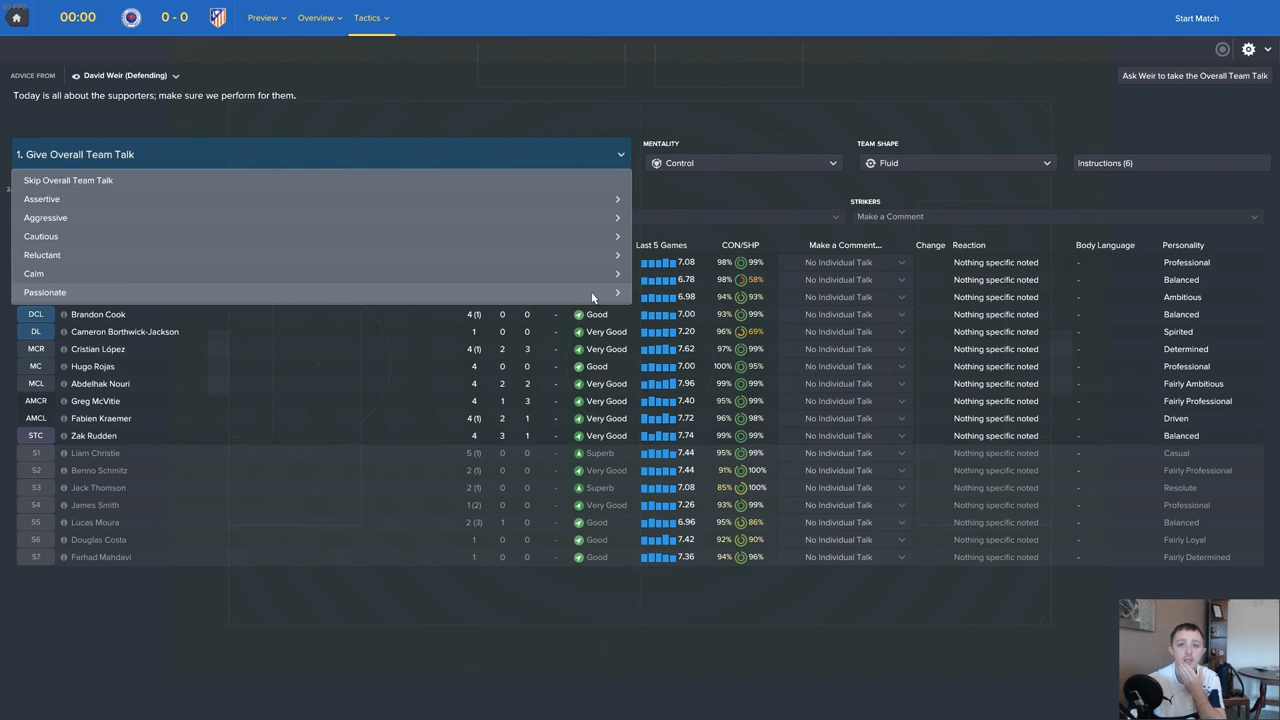 60 FPS
00:00
0 - 0
Preview
Overview
Tactics
Start Match
ADVICE FROM
David Weir (Defending)
Ask Weir to take the Overall Team Talk
Today is all about the supporters; make sure we perform for them.
1. Give Overall Team Talk
MENTALITY
TEAM SHAPE
Control
Fluid
Instructions (6)
Skip Overall Team Talk
2.
Assertive
STRIKERS
Aggressive
Make a Comment
Cautious
Last 5 Games CON/SHP Make a Comment... Change Reaction Body Language Personality
Reluctant
7.08 98% 99% No Individual Talk Nothing specific noted - Professional
Calm
6.78 98% 58% No Individual Talk Nothing specific noted - Balanced
Passionate
6.98 94% 93% No Individual Talk Nothing specific noted - Ambitious
DCL Brandon Cook 4 (1) 0 0 - Good 7.00 93% 99% No Individual Talk Nothing specific noted - Balanced
DL Cameron Borthwick-Jackson 1 0 0 - Very Good 7.20 96% 69% No Individual Talk Nothing specific noted - Spirited
MCR Cristian López 4 (1) 2 3 - Very Good 7.62 97% 99% No Individual Talk Nothing specific noted - Determined
MC Hugo Rojas 4 0 0 - Good 7.00 100% 95% No Individual Talk Nothing specific noted - Professional
MCL Abdelhak Nouri 4 2 2 - Very Good 7.96 99% 99% No Individual Talk Nothing specific noted - Fairly Ambitious
AMCR Greg McVitie 4 1 3 - Very Good 7.40 95% 99% No Individual Talk Nothing specific noted - Fairly Professional
AMCL Fabien Kraemer 4 (1) 2 1 - Very Good 7.72 96% 98% No Individual Talk Nothing specific noted - Driven
STC Zak Rudden 4 3 1 - Very Good 7.74 99% 99% No Individual Talk Nothing specific noted - Balanced
S1 Liam Christie 5 (1) 0 0 - Superb 7.44 95% 99% No Individual Talk Nothing specific noted - Casual
S2 Benno Schmitz 2 (1) 0 0 - Very Good 7.44 91% 100% No Individual Talk Nothing specific noted - Fairly Professional
S3 Jack Thomson 2 (1) 0 0 - Superb 7.08 85% 100% No Individual Talk Nothing specific noted - Resolute
S4 James Smith 1 (2) 0 0 - Very Good 7.26 93% 99% No Individual Talk Nothing specific noted - Professional
S5 Lucas Moura 2 (3) 1 0 - Good 6.96 95% 86% No Individual Talk Nothing specific noted - Balanced
S6 Douglas Costa 1 0 0 - Good 7.42 92% 90% No Individual Talk Nothing specific noted - Fairly Loyal
S7 Farhad Mahdavi 1 0 0 - Good 7.36 94% 96% No Individual Talk Nothing specific noted - Fairly Determined